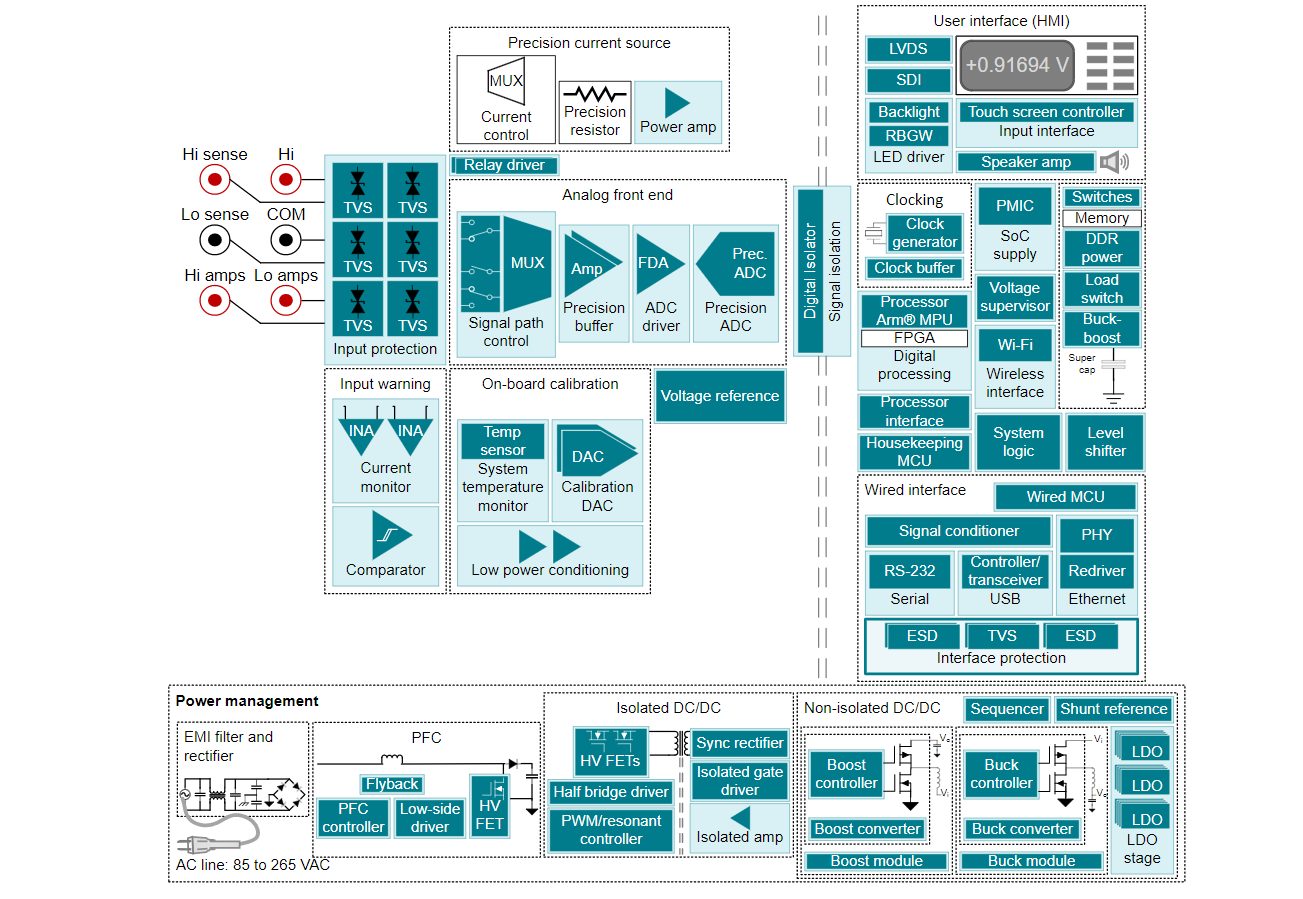 Precision current source
MUX
Current
control
Precision
resistor
Power amp
Relay driver
Hi sense
Hi
Lo sense
COM
Hi amps
Lo amps
TVS
TVS
TVS
TVS
TVS
TVS
Input protection
Analog front end
MUX
Signal path
control
Amp
Precision
buffer
FDA
ADC
driver
Prec.
ADC
Precision
ADC
Input warning
INA
INA
Current
monitor
Comparator
On-board calibration
Temp
sensor
System
temperature
monitor
DAC
Calibration
DAC
Low power conditioning
Voltage reference
Digital Isolator
Signal isolation
User interface (HMI)
LVDS
SDI
+0.91694 V
Backlight
RBGW
LED driver
Touch screen controller
Input interface
Speaker amp
Clocking
Clock
generator
Clock buffer
PMIC
SoC
supply
Switches
Memory
DDR
power
Load
switch
Buck-
boost
Super
cap
Voltage
supervisor
Processor
Arm® MPU
FPGA
Digital
processing
Wi-Fi
Wireless
interface
Processor
interface
Housekeeping
MCU
System
logic
Level
shifter
Wired interface
Wired MCU
Signal conditioner
PHY
RS-232
Serial
Controller/
transceiver
USB
Redriver
Ethernet
ESD
TVS
ESD
Interface protection
Power management
EMI filter and
rectifier
AC line: 85 to 265 VAC
PFC
Flyback
PFC
controller
Low-side
driver
HV
FET
Isolated DC/DC
HV FETs
Sync rectifier
Half bridge driver
Isolated gate
driver
PWM/resonant
controller
Isolated amp
Non-isolated DC/DC
Sequencer
Shunt reference
Boost
controller
Vo
Vi
Boost converter
Boost module
Buck
controller
Vi
Vo
Buck converter
Buck module
LDO
LDO
LDO
LDO
stage